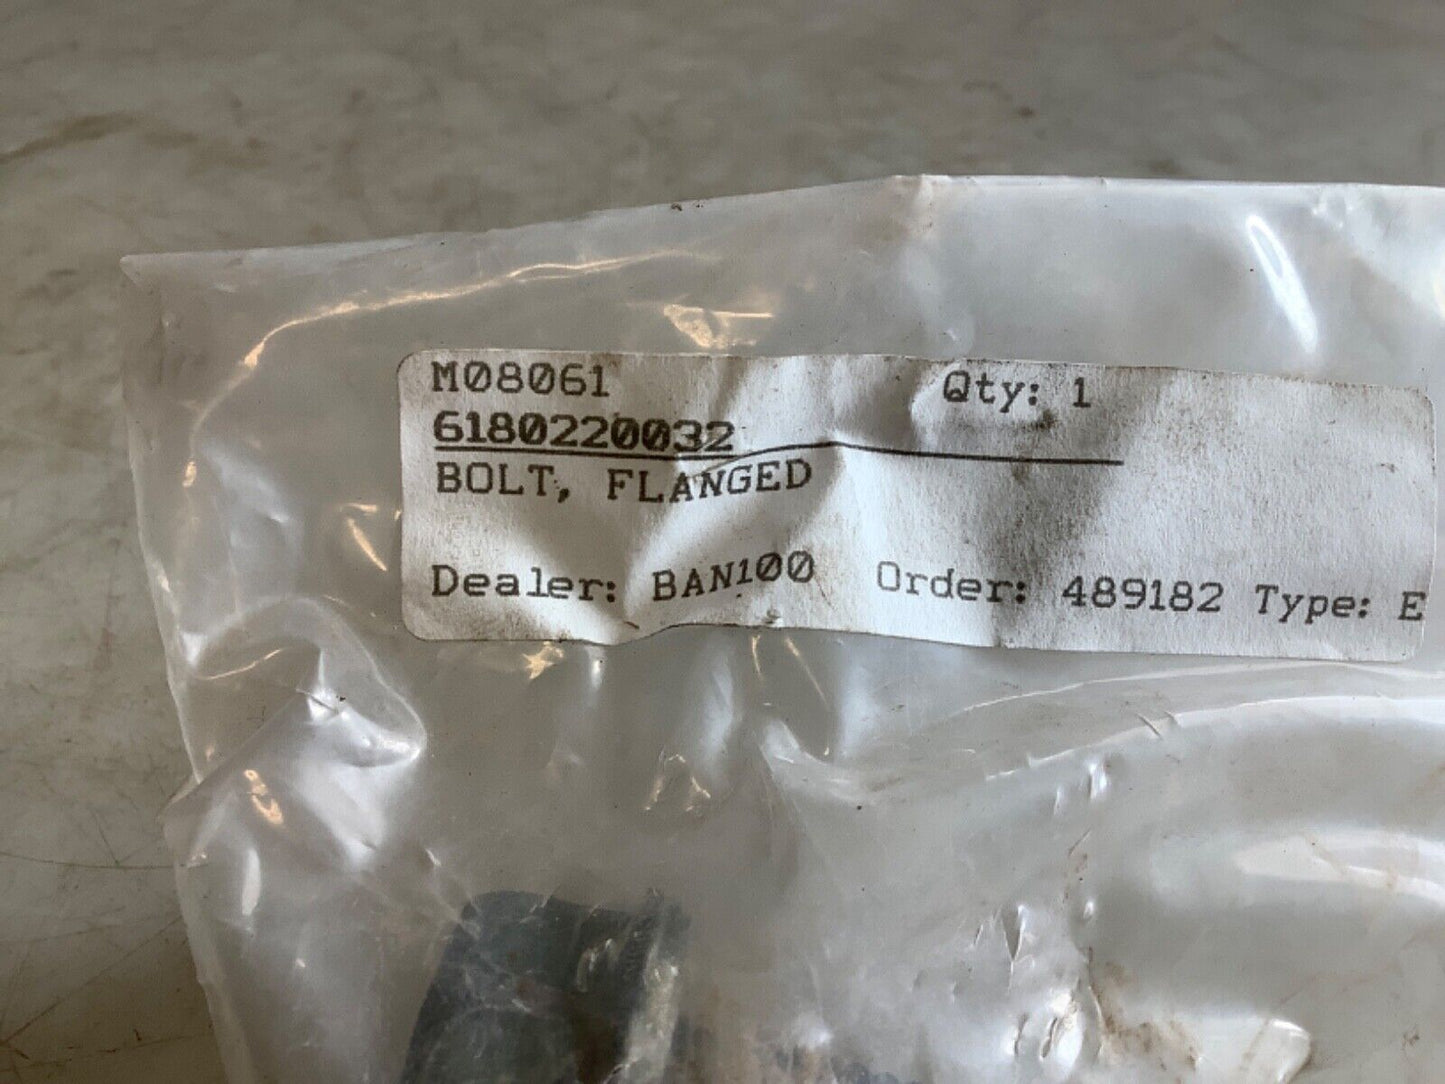 M08061 Qty: 1
6180220032
BOLT, FLANGED
Dealer: BAN100 Order: 489182 Type: E